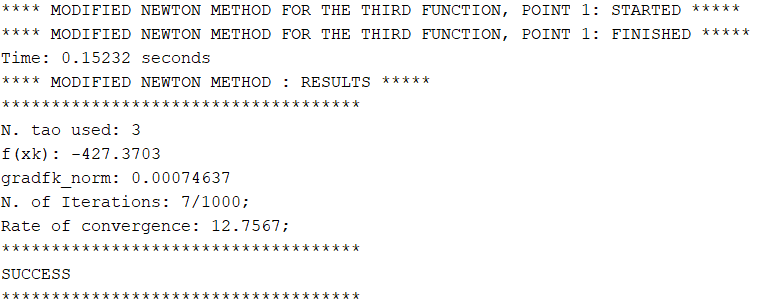 **** MODIFIED NEWTON METHOD FOR THE THIRD FUNCTION, POINT 1: STARTED *****
**** MODIFIED NEWTON METHOD FOR THE THIRD FUNCTION, POINT 1: FINISHED *****
Time: 0.15232 seconds
**** MODIFIED NEWTON METHOD : RESULTS *****
************************************
N. tao used: 3
f(xk): -427.3703
gradfk_norm: 0.00074637
N. of Iterations: 7/1000;
Rate of convergence: 12.7567;
************************************
SUCCESS
************************************